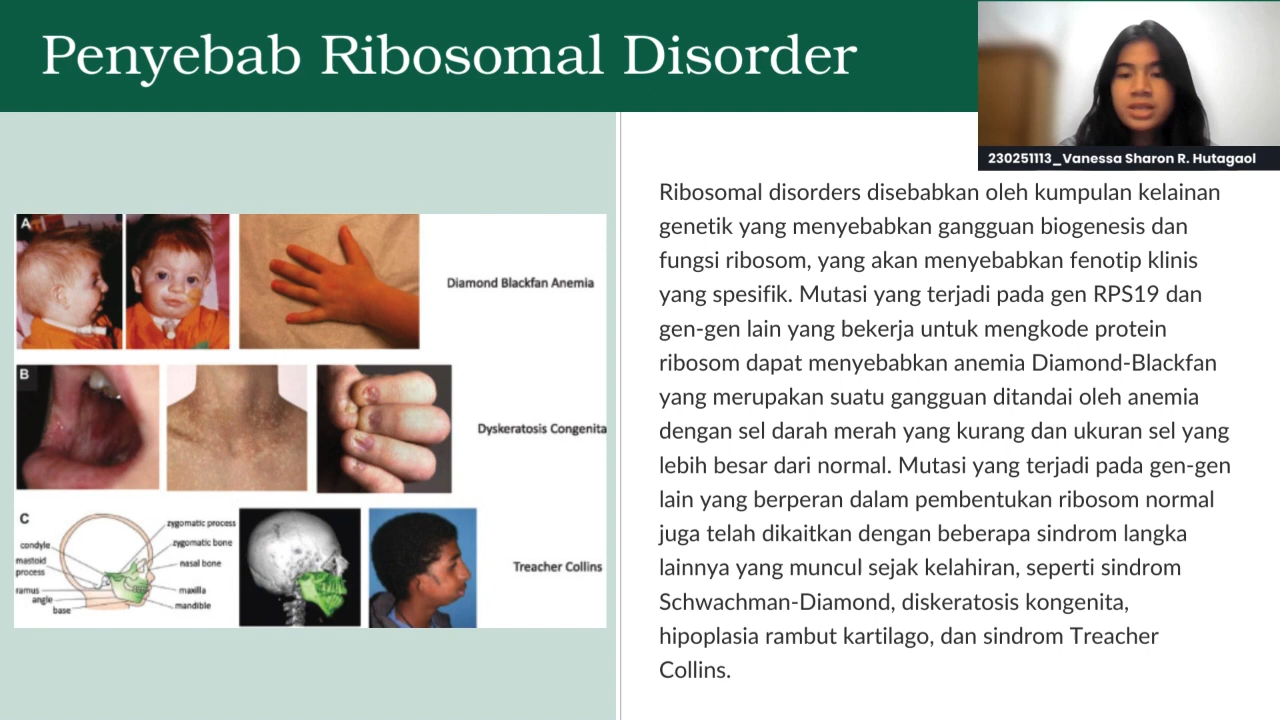 Penyebab Ribosomal Disorder
230251113_Vanessa Sharon R. Hutagaol
A
Diamond Blackfan Anemia
B
Dyskeratosis Congenita
C
zygomatic process
zygomatic bone
nasal bone
maxilla
mandible
condyle
mastoid
process
ramus
angle
base
Treacher Collins
Ribosomal disorders disebabkan oleh kumpulan kelainan
genetik yang menyebabkan gangguan biogenesis dan
fungsi ribosom, yang akan menyebabkan fenotip klinis
yang spesifik. Mutasi yang terjadi pada gen RPS19 dan
gen-gen lain yang bekerja untuk mengkode protein
ribosom dapat menyebabkan anemia Diamond-Blackfan
yang merupakan suatu gangguan ditandai oleh anemia
dengan sel darah merah yang kurang dan ukuran sel yang
lebih besar dari normal. Mutasi yang terjadi pada gen-gen
lain yang berperan dalam pembentukan ribosom normal
juga telah dikaitkan dengan beberapa sindrom langka
lainnya yang muncul sejak kelahiran, seperti sindrom
Schwachman-Diamond, diskeratosis kongenita,
hipoplasia rambut kartilago, dan sindrom Treacher
Collins.